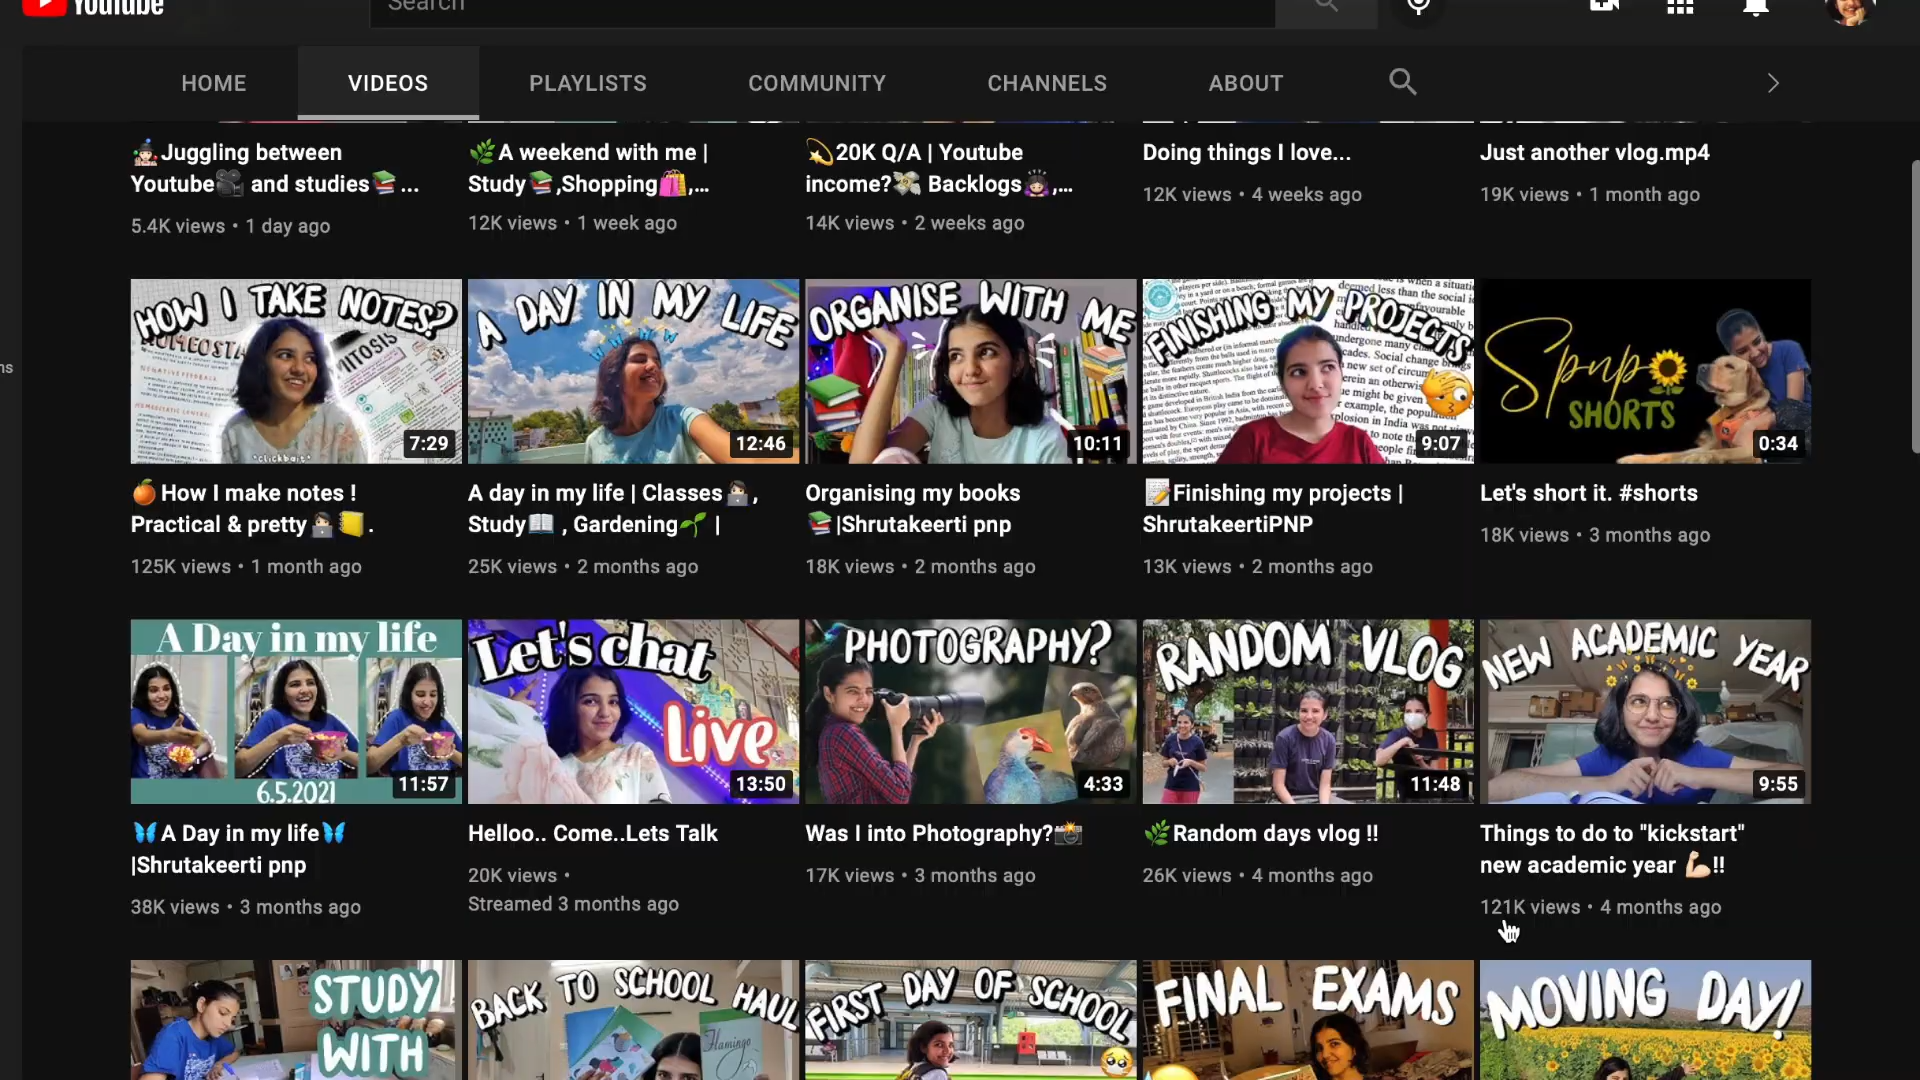 YouTube
Search
HOME
VIDEOS
PLAYLISTS
COMMUNITY
CHANNELS
ABOUT
Juggling between
Youtube🎥 and studies📚 ...
5.4K views • 1 day ago
🌿A weekend with me |
Study📚,Shopping🛍️,...
12K views • 1 week ago
💫20K Q/A | Youtube
income?💸 Backlogs🙇🏻‍♀️,...
14K views • 2 weeks ago
Doing things I love...
12K views • 4 weeks ago
Just another vlog.mp4
19K views • 1 month ago
HOW I TAKE NOTES?
MITOSIS
*clickbait*
7:29
A DAY IN MY LIFE
12:46
ORGANISE WITH ME
10:11
FINISHING MY PROJECTS
9:07
Spnp
SHORTS
0:34
🍊How I make notes !
Practical & pretty👩🏻‍💻📒 .
125K views • 1 month ago
A day in my life | Classes👩🏻‍💻,
Study📖 , Gardening🌱 |
25K views • 2 months ago
Organising my books
📚|Shrutakeerti pnp
18K views • 2 months ago
📝Finishing my projects |
ShrutakeertiPNP
13K views • 2 months ago
Let's short it. #shorts
18K views • 3 months ago
A Day in my life
6.5.2021
11:57
Let's chat
Live
13:50
PHOTOGRAPHY?
4:33
RANDOM VLOG
11:48
NEW ACADEMIC YEAR
9:55
🦋A Day in my life🦋
|Shrutakeerti pnp
38K views • 3 months ago
Helloo.. Come..Lets Talk
20K views •
Streamed 3 months ago
Was I into Photography?📸
17K views • 3 months ago
🌿Random days vlog !!
26K views • 4 months ago
Things to do to "kickstart"
new academic year 💪🏻!!
121K views • 4 months ago
STUDY
WITH
BACK TO SCHOOL HAUL
Flamingo
FIRST DAY OF SCHOOL
FINAL EXAMS
MOVING DAY!